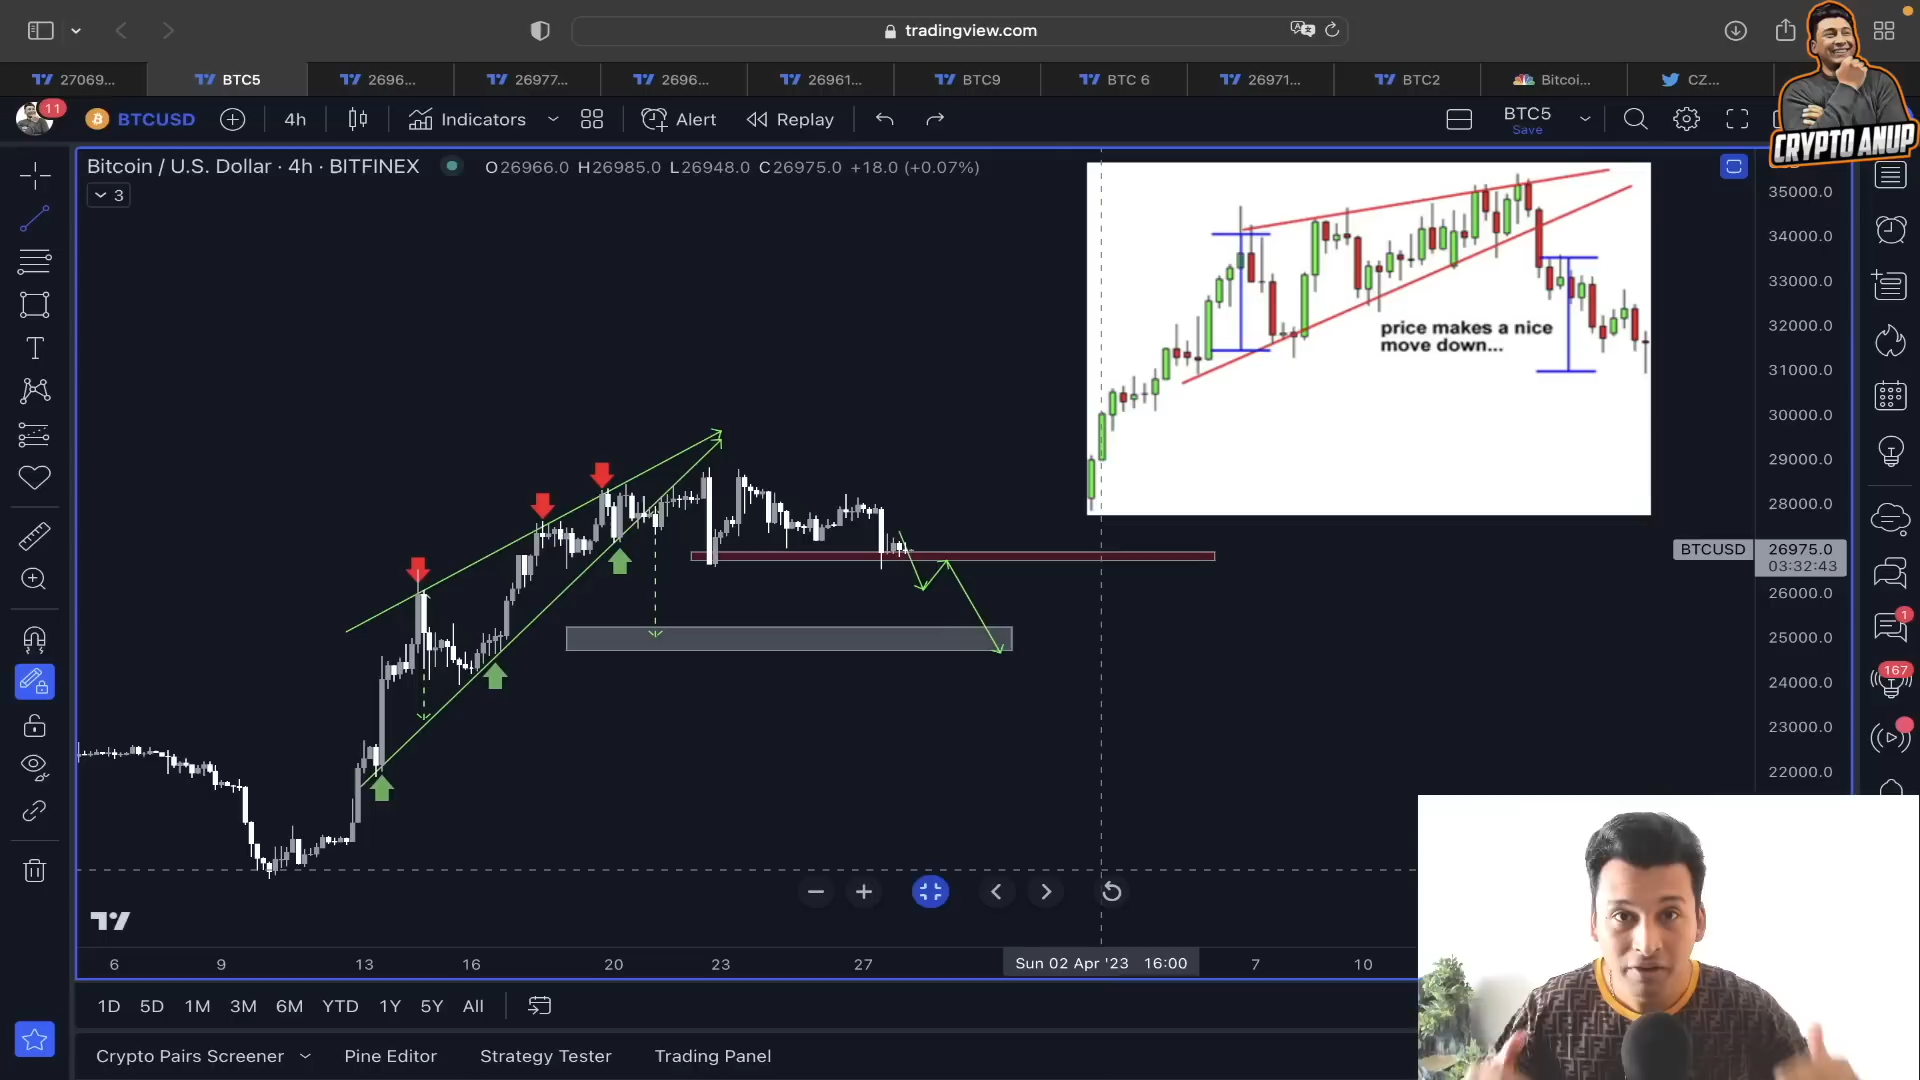 tradingview.com
27069... BTC5 2696... 26977... 2696... 26961... BTC9 BTC 6 26971... BTC2 Bitcoi... CZ...
11 BTCUSD 4h Indicators Alert Replay BTC5
Save
CRYPTO ANUP
Bitcoin / U.S. Dollar · 4h · BITFINEX O26966.0 H26985.0 L26948.0 C26975.0 +18.0 (+0.07%)
3
35000.0
34000.0
33000.0
32000.0
price makes a nice
move down...
31000.0
30000.0
29000.0
28000.0
BTCUSD 26975.0
03:32:43
26000.0
1
25000.0
167
24000.0
23000.0
22000.0
6 9 13 16 20 23 27 Sun 02 Apr '23 16:00 7 10
1D 5D 1M 3M 6M YTD 1Y 5Y All
Crypto Pairs Screener Pine Editor Strategy Tester Trading Panel